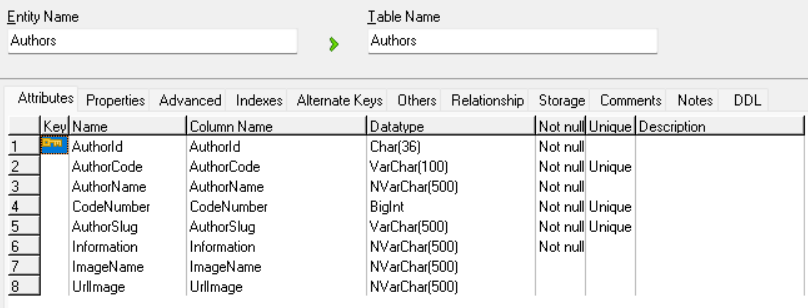 Entity Name Table Name
Authors Authors
Attributes Properties Advanced Indexes Alternate Keys Others Relationship Storage Comments Notes DDL
Key Name Column Name Datatype Not null Unique Description
1 AuthorId AuthorId Char(36) Not null
2 AuthorCode AuthorCode VarChar(100) Not null Unique
3 AuthorName AuthorName NVarChar(500) Not null
4 CodeNumber CodeNumber BigInt Not null Unique
5 AuthorSlug AuthorSlug VarChar(500) Not null Unique
6 Information Information NVarChar(500) Not null
7 ImageName ImageName NVarChar(500)
8 UrlImage UrlImage NVarChar(500)